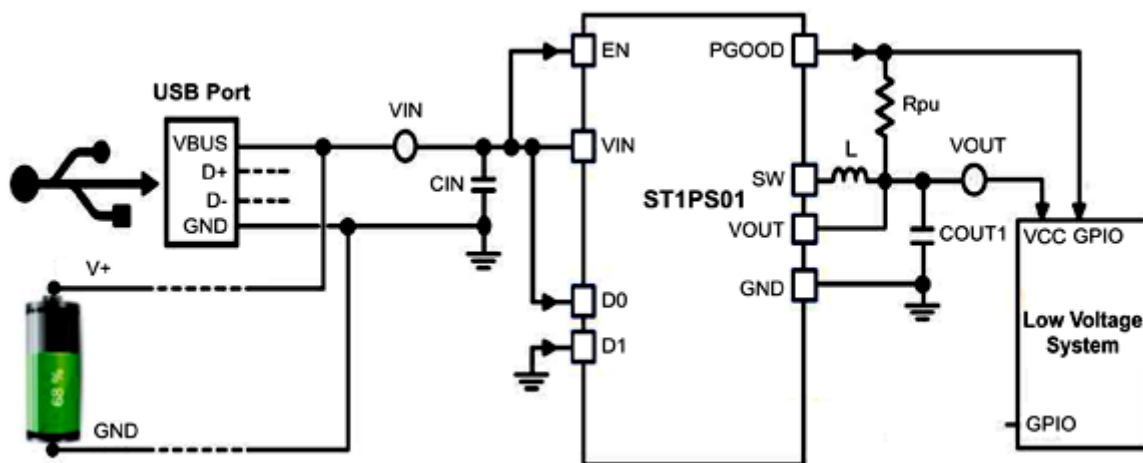 USB Port
VBUS
D+
D-
GND
VIN
CIN
V+
GND
68 %
EN
VIN
D0
D1
ST1PS01
PGOOD
SW
VOUT
GND
Rpu
L
VOUT
COUT1
VCC GPIO
Low Voltage
System
GPIO